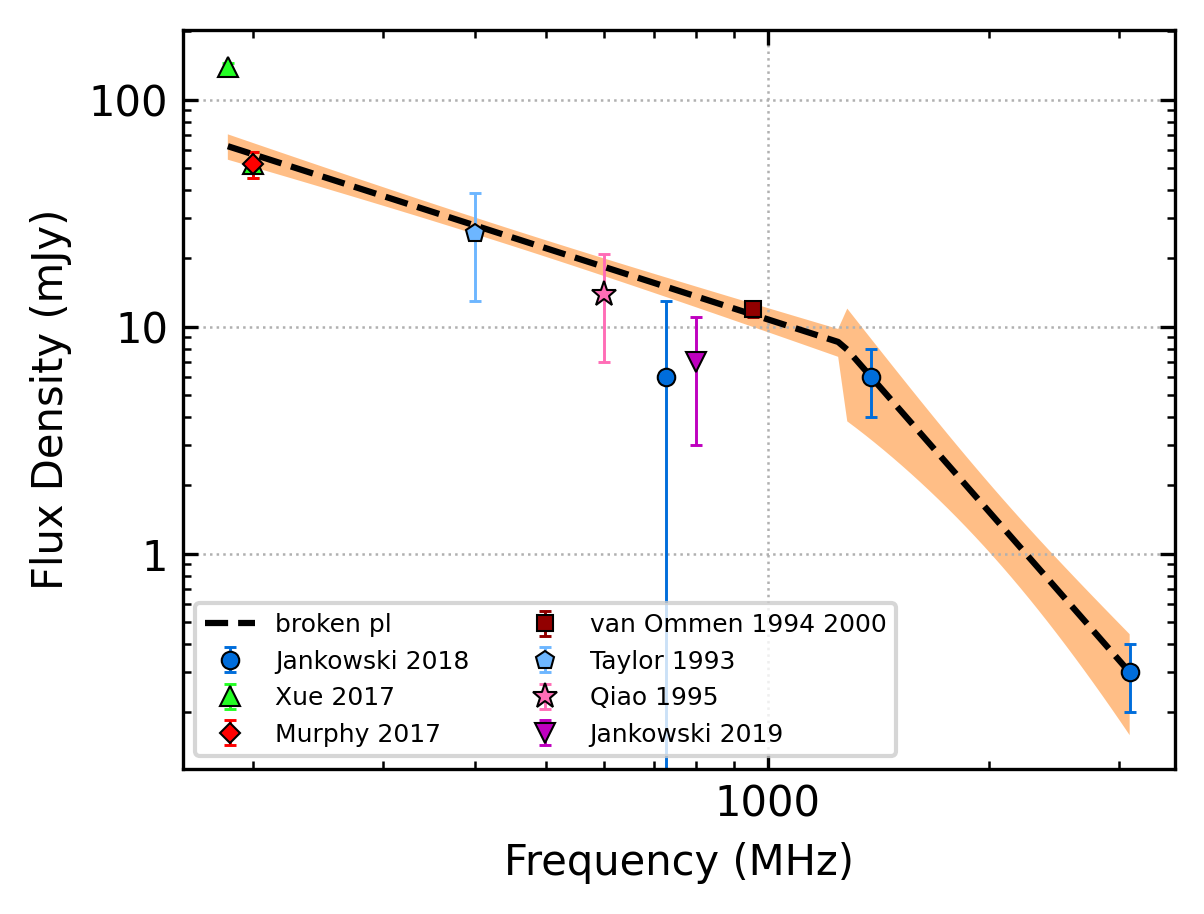 100
10
1
Flux Density (mJy)
broken pl
Jankowski 2018
Xue 2017
Murphy 2017
van Ommen 1994 2000
Taylor 1993
Qiao 1995
Jankowski 2019
1000
Frequency (MHz)